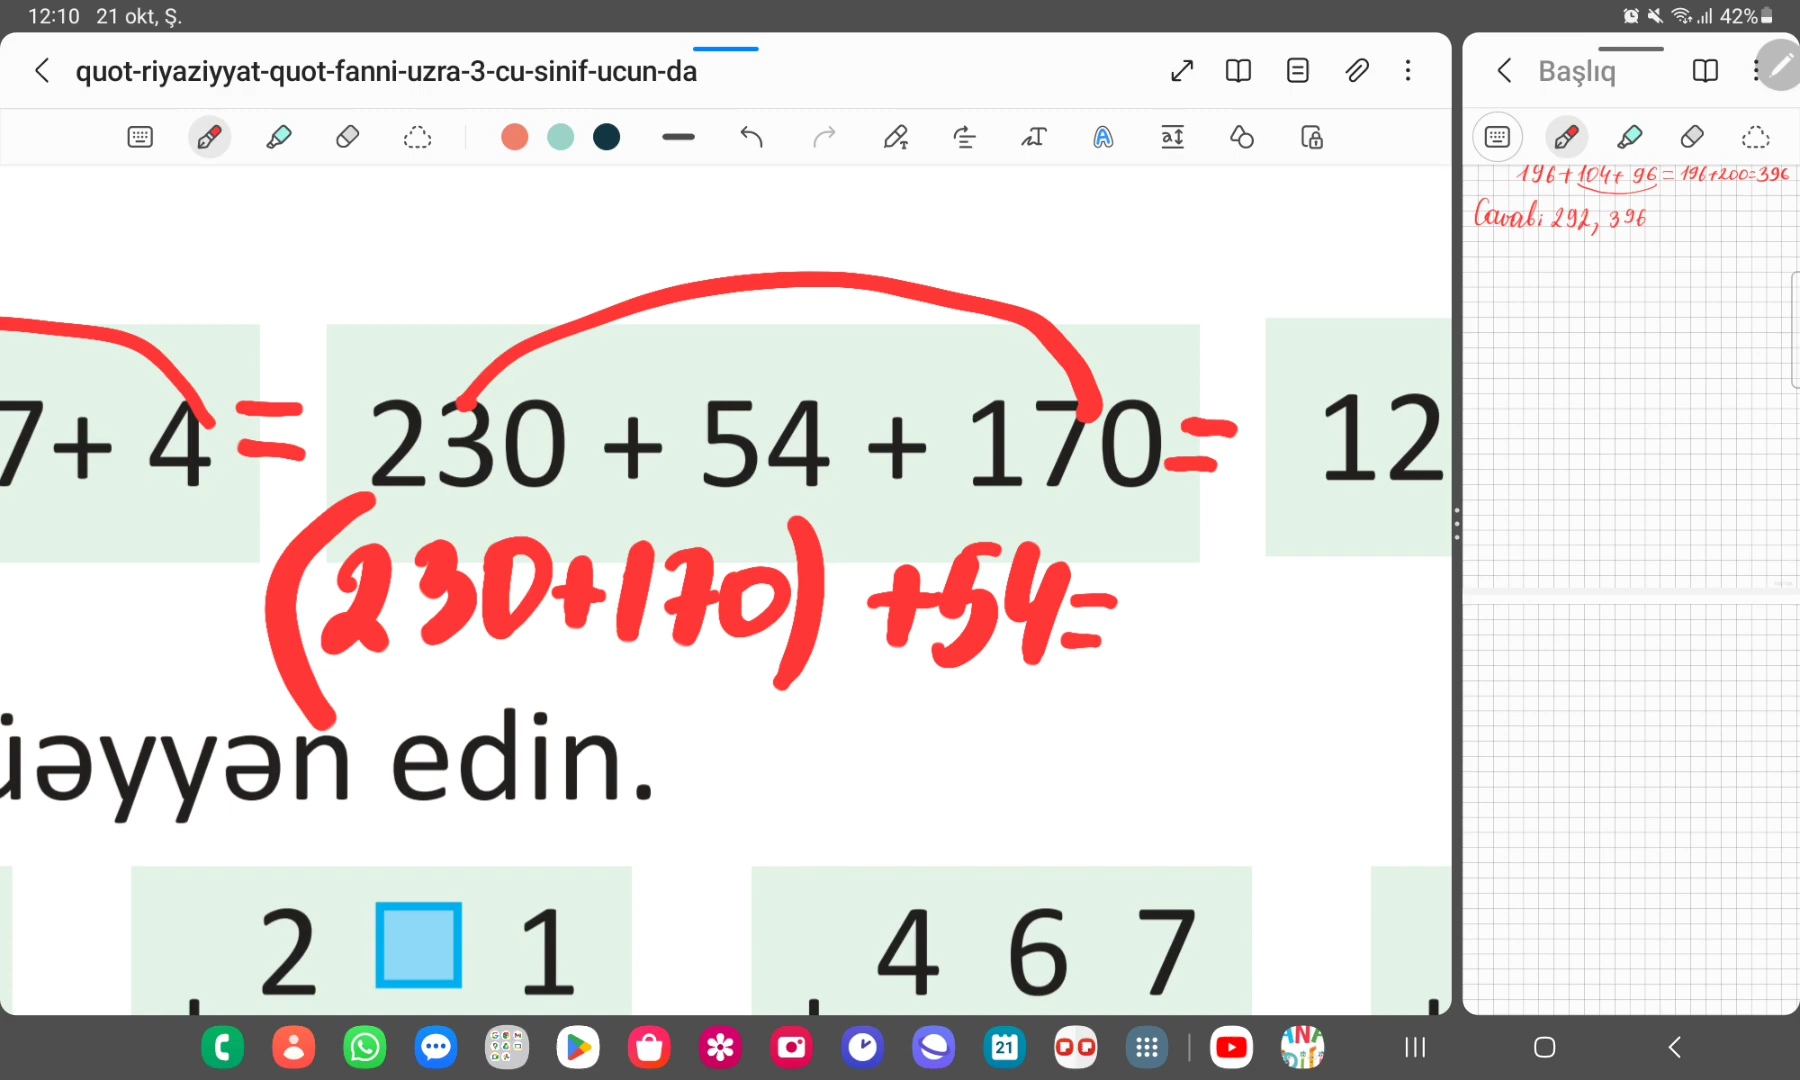 12:10 21 okt, Ş.
42%
quot-riyaziyyat-quot-fanni-uzra-3-cu-sinif-ucun-da
7+ 4 =
230 + 54 + 170=
12
(230+170) +54=
üəyyən edin.
2 1
4 6 7
Başlıq
196+104+96=196+200=396
Cavab: 292, 396
21